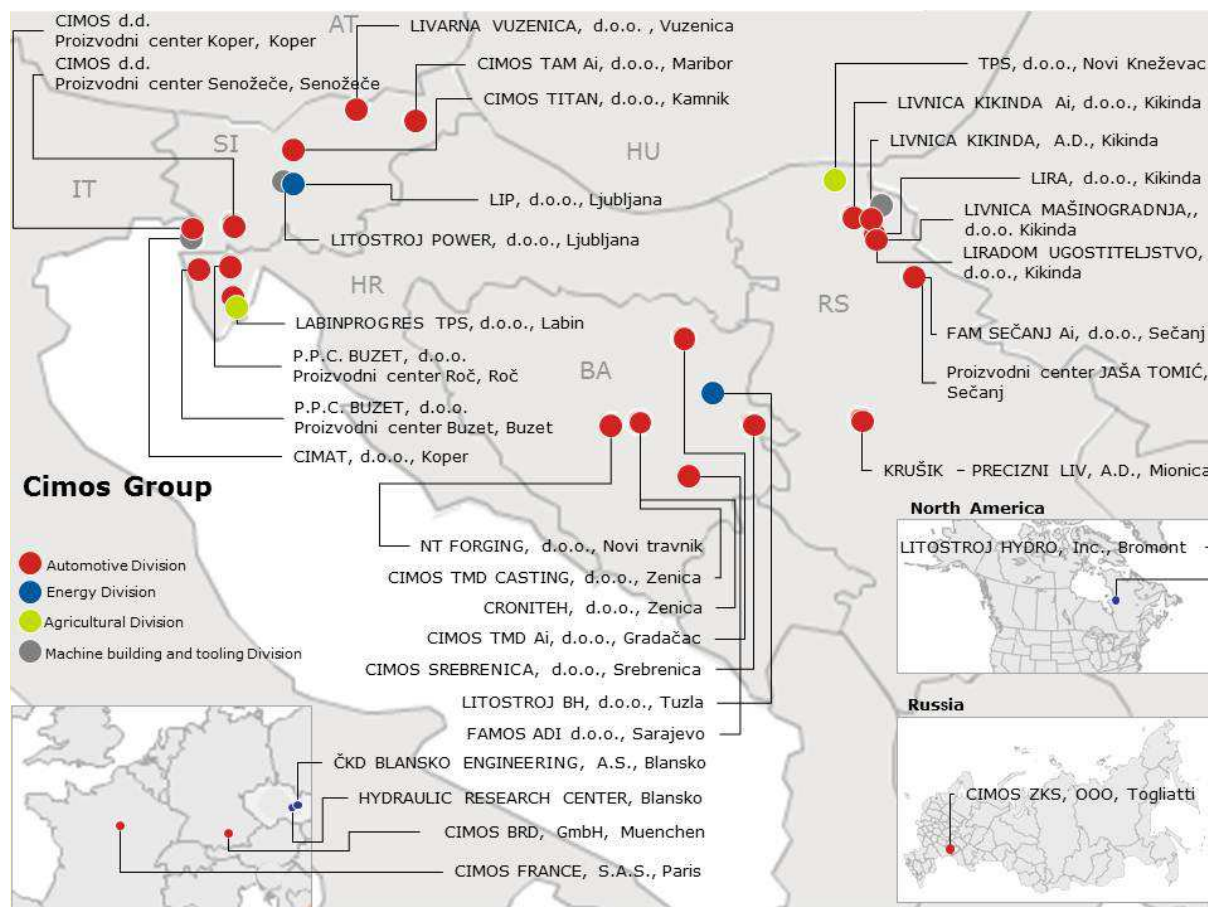 CIMOS d.d.
Proizvodni center Koper, Koper
CIMOS d.d.
Proizvodni center Senožeče, Senožeče
AT
LIVARNA VUZENICA, d.o.o. , Vuzenica
CIMOS TAM Ai, d.o.o., Maribor
CIMOS TITAN, d.o.o., Kamnik
SI
IT
HU
LIP, d.o.o., Ljubljana
LITOSTROJ POWER, d.o.o., Ljubljana
HR
TPS, d.o.o., Novi Kneževac
LIVNICA KIKINDA Ai, d.o.o., Kikinda
LIVNICA KIKINDA, A.D., Kikinda
LIRA, d.o.o., Kikinda
LIVNICA MAŠINOGRADNJA,,
d.o.o. Kikinda
LIRADOM UGOSTITELJSTVO,
d.o.o., Kikinda
RS
FAM SEČANJ Ai, d.o.o., Sečanj
Proizvodni center JAŠA TOMIĆ,
Sečanj
KRUŠIK - PRECIZNI LIV, A.D., Mionica
LABINPROGRES TPS, d.o.o., Labin
P.P.C. BUZET, d.o.o.
Proizvodni center Roč, Roč
P.P.C. BUZET, d.o.o.
Proizvodni center Buzet, Buzet
CIMAT, d.o.o., Koper
BA
Cimos Group
Automotive Division
Energy Division
Agricultural Division
Machine building and tooling Division
NT FORGING, d.o.o., Novi travnik
CIMOS TMD CASTING, d.o.o., Zenica
CRONITEH, d.o.o., Zenica
CIMOS TMD Ai, d.o.o., Gradačac
CIMOS SREBRENICA, d.o.o., Srebrenica
LITOSTROJ BH, d.o.o., Tuzla
FAMOS ADI d.o.o., Sarajevo
ČKD BLANSKO ENGINEERING, A.S., Blansko
HYDRAULIC RESEARCH CENTER, Blansko
CIMOS BRD, GmbH, Muenchen
CIMOS FRANCE, S.A.S., Paris
North America
LITOSTROJ HYDRO, Inc., Bromont
Russia
CIMOS ZKS, OOO, Togliatti